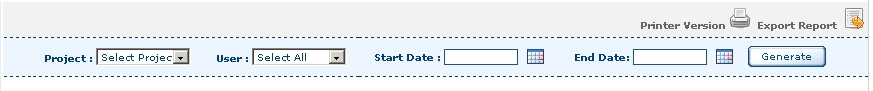 Printer Version Export Report
Project : Select Projec User : Select All Start Date : End Date: Generate